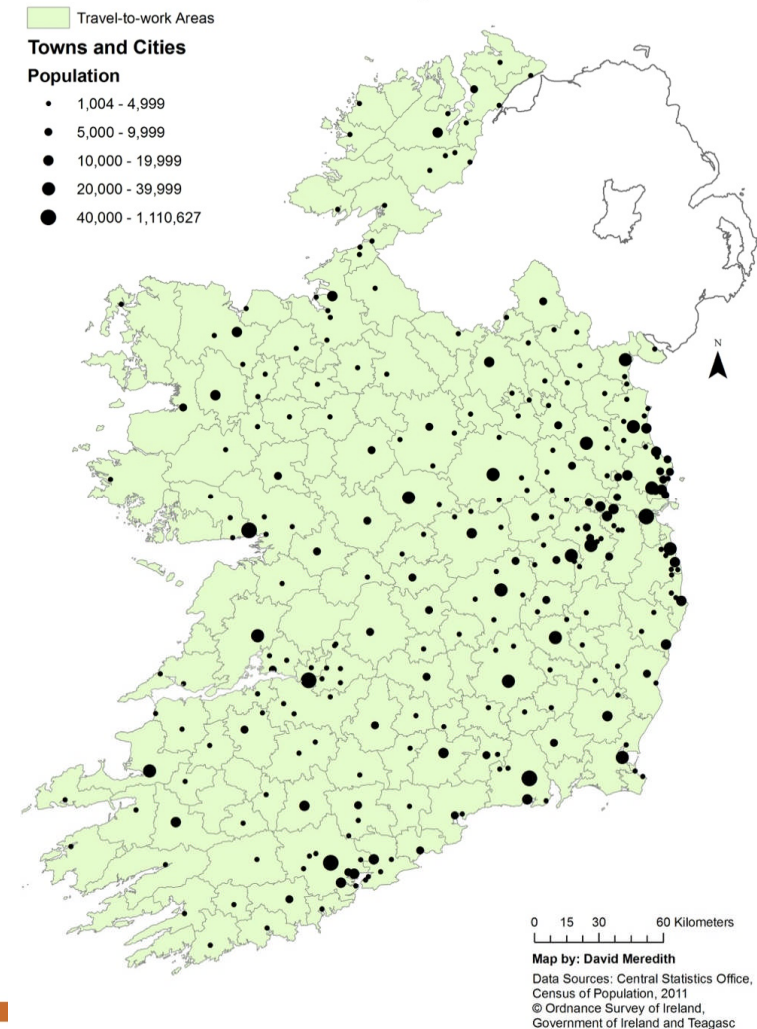 Travel-to-work Areas
Towns and Cities
Population
1,004 - 4,999
5,000 - 9,999
10,000 - 19,999
20,000 - 39,999
40,000 - 1,110,627
N
0 15 30 60 Kilometers
Map by: David Meredith
Data Sources: Central Statistics Office,
Census of Population, 2011
© Ordnance Survey of Ireland,
Government of Ireland and Teagasc